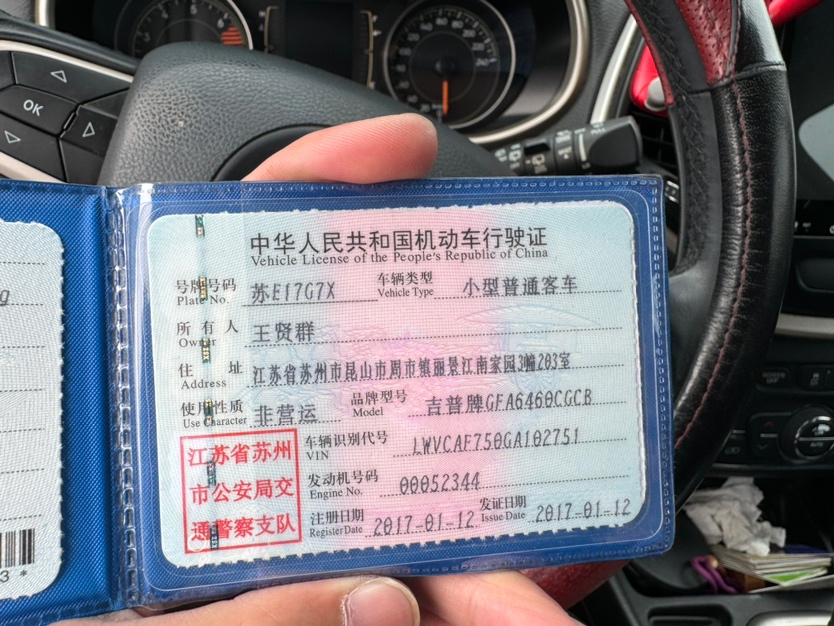 OK
中华人民共和国机动车行驶证
Vehicle License of the People's Republic of China
号牌号码 苏E17G7X 车辆类型 小型普通客车
Plate No. Vehicle Type
所有人 王贤群
Owner
住址 江苏省苏州市昆山市周市镇丽景江南家园3幢203室
Address
使用性质 非营运 品牌型号 吉普牌GFA6460CGCB
Use Character Model
江苏省苏州
市公安局交
通警察支队
车辆识别代号 LWVCAF750GA102751
VIN
发动机号码 00052344
Engine No.
注册日期 2017-01-12 发证日期 2017-01-12
Register Date Issue Date
3*